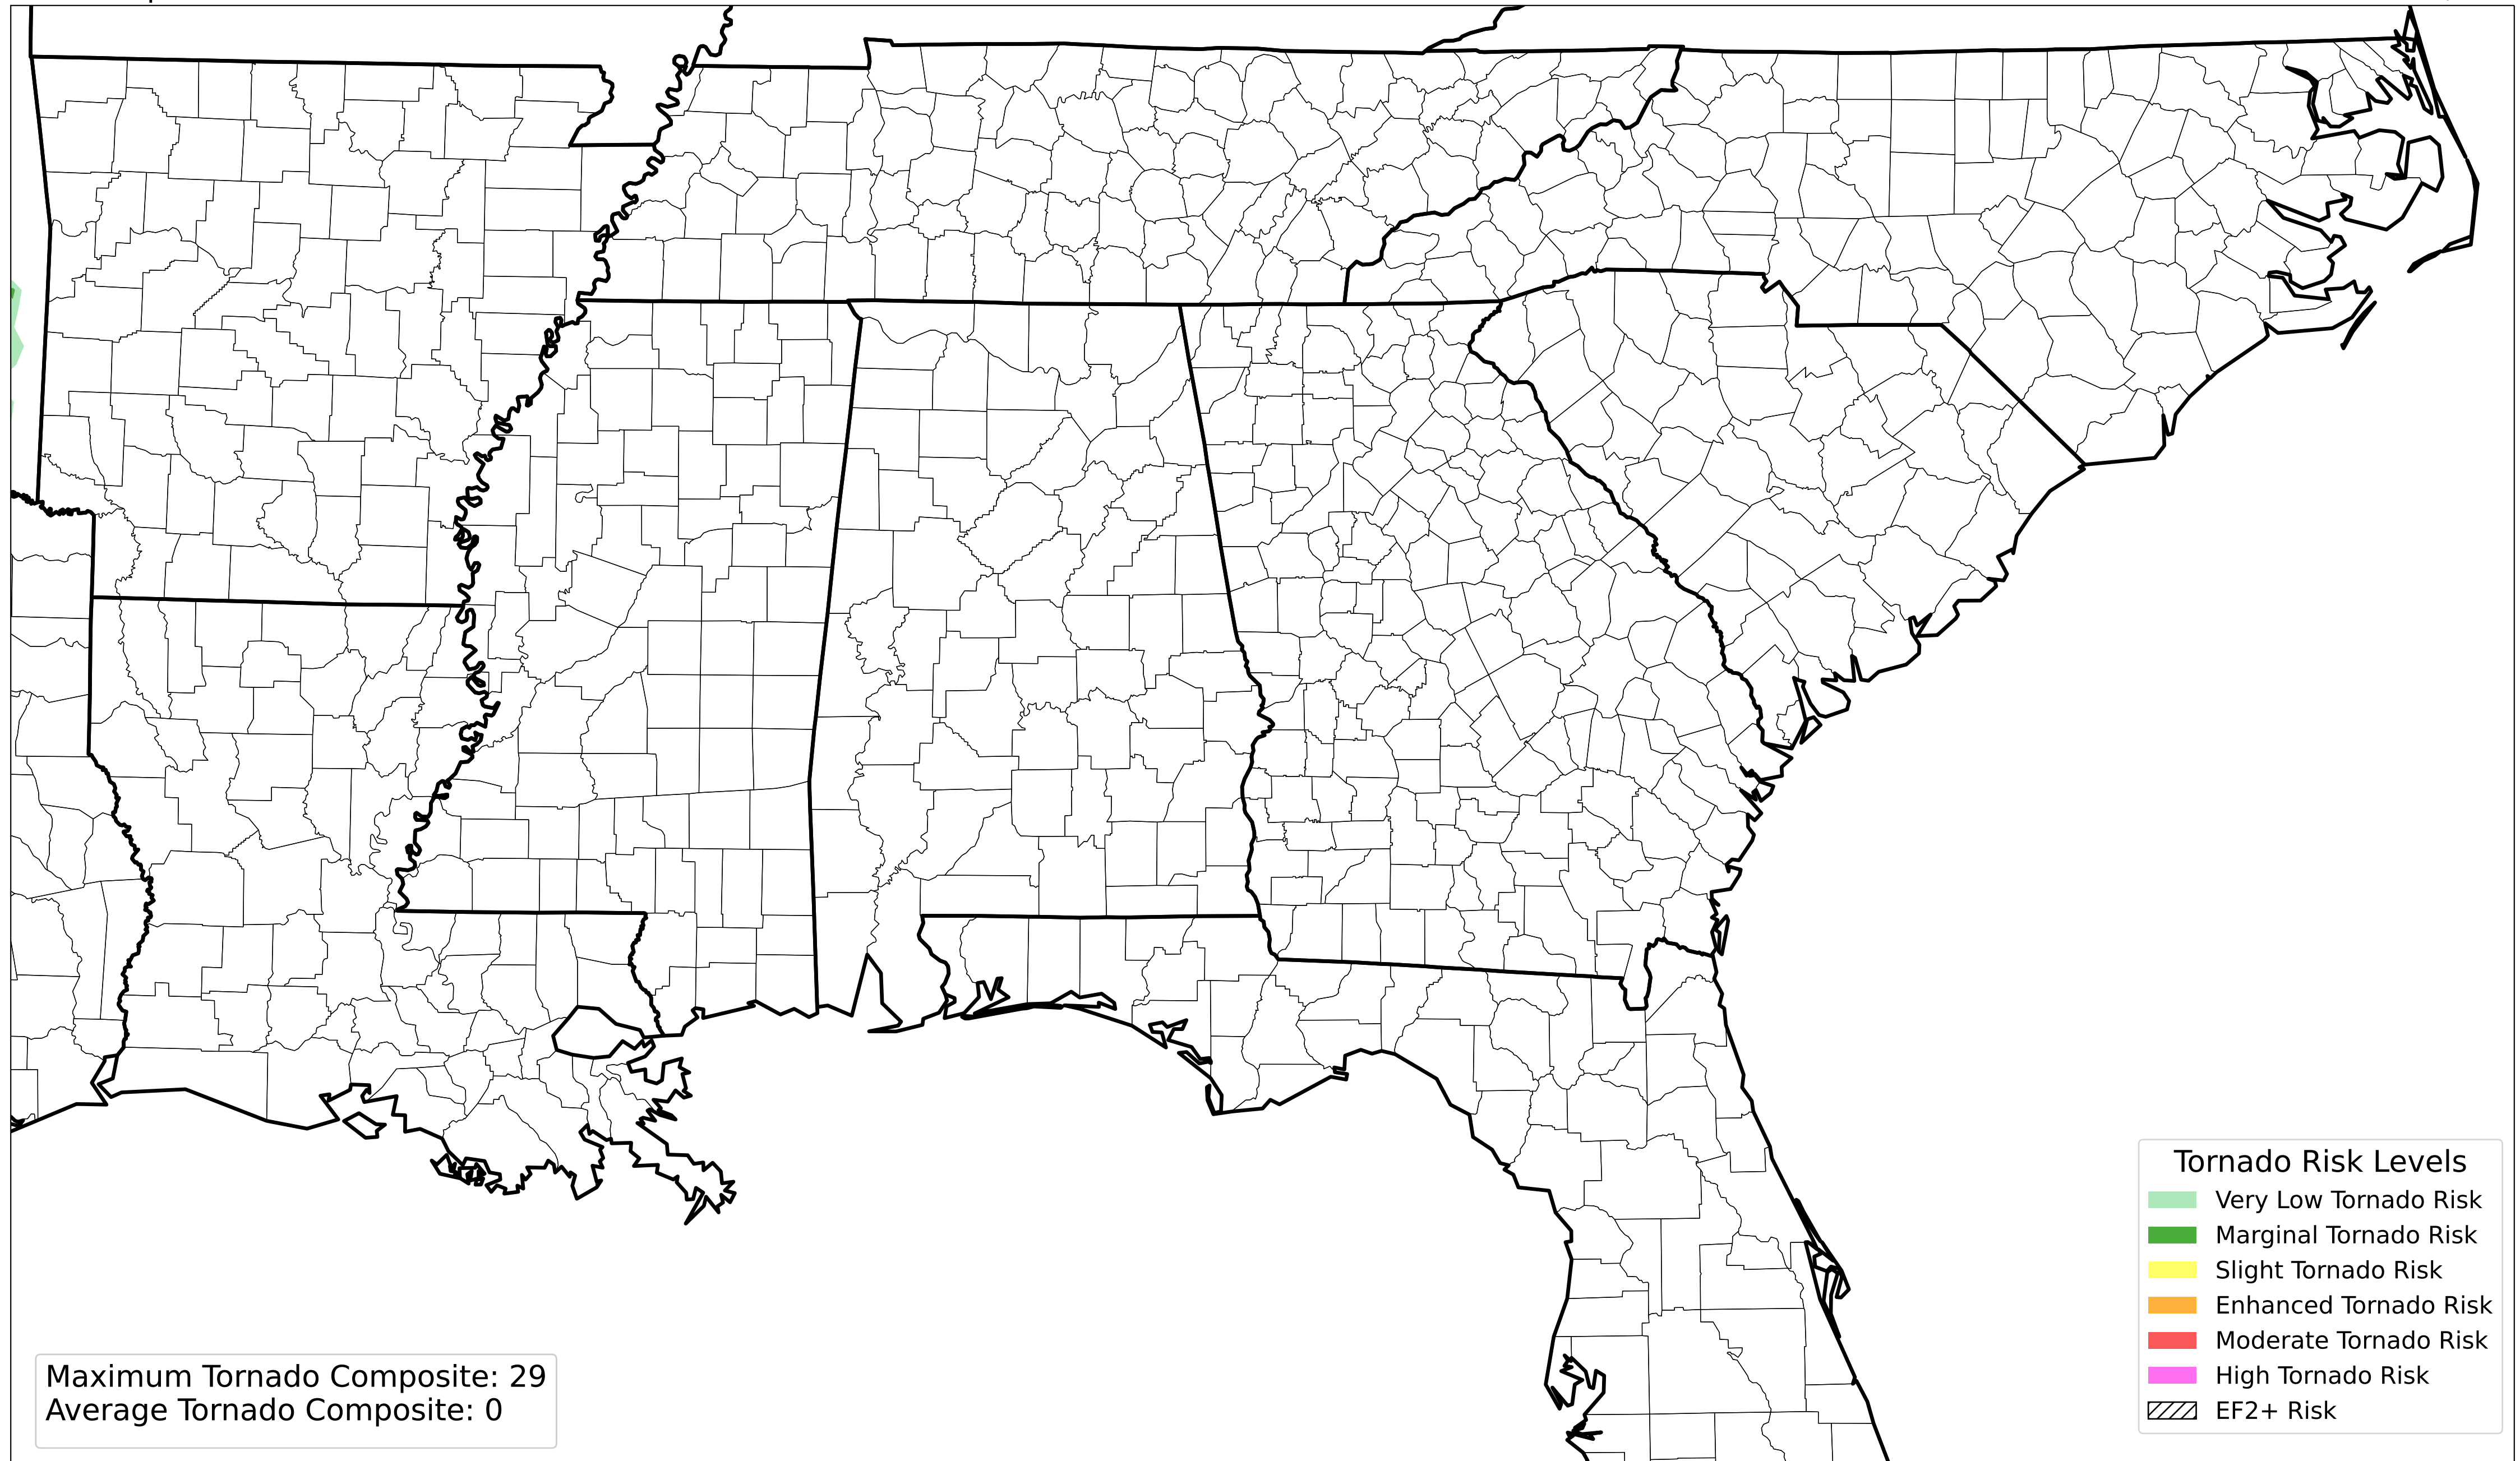 Tornado Risk Levels
Very Low Tornado Risk
Marginal Tornado Risk
Slight Tornado Risk
Enhanced Tornado Risk
Moderate Tornado Risk
High Tornado Risk
EF2+ Risk
Maximum Tornado Composite: 29
Average Tornado Composite: 0